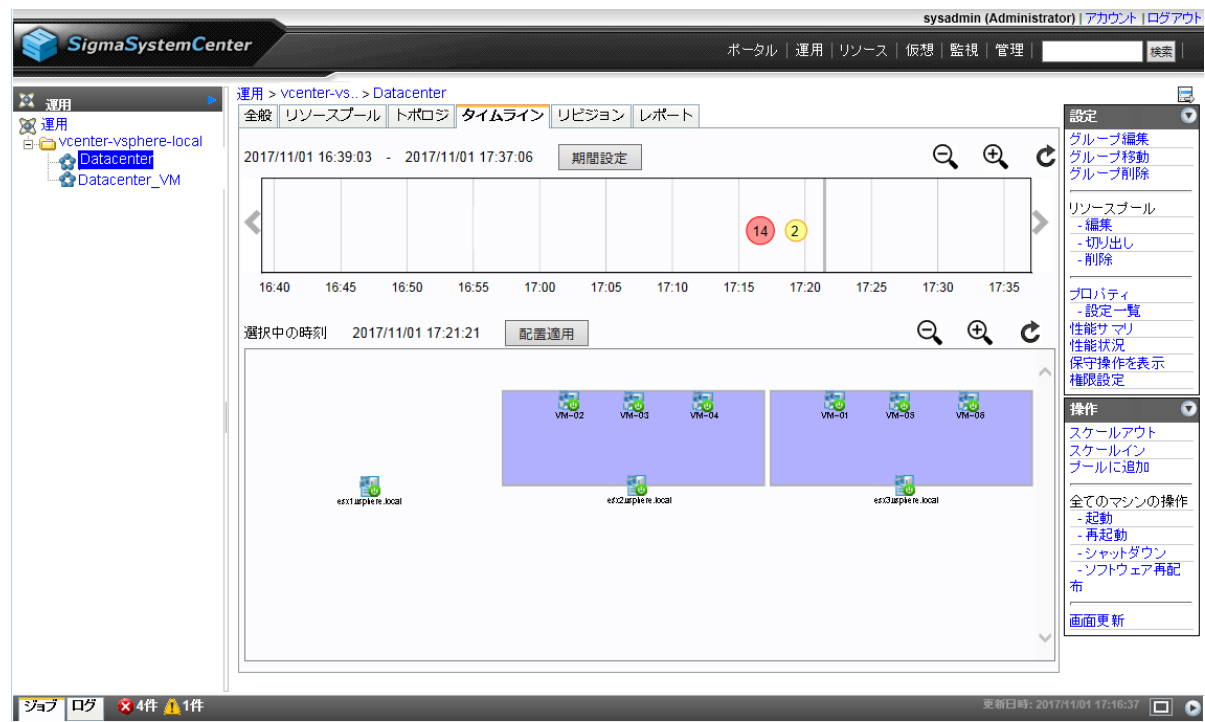 sysadmin (Administrator) | アカウント | ログアウト
SigmaSystemCenter
ポータル | 運用 | リソース | 仮想 | 監視 | 管理 | 検索 |
運用
運用
vcenter-vsphere-local
Datacenter
Datacenter_VM
運用 > vcenter-vs.. > Datacenter
全般 リソースプール トポロジ タイムライン リビジョン レポート
2017/11/01 16:39:03 - 2017/11/01 17:37:06 期間設定
14 2
16:40 16:45 16:50 16:55 17:00 17:05 17:10 17:15 17:20 17:25 17:30 17:35
選択中の時刻 2017/11/01 17:21:21 配置適用
VM-02 VM-03 VM-04 VM-01 VM-05 VM-06
esx1.vsphere.local esx2.vsphere.local esx3.vsphere.local
設定
グループ編集
グループ移動
グループ削除
リソースプール
- 編集
- 切り出し
- 削除
プロパティ
- 設定一覧
性能サマリ
性能状況
保守操作を表示
権限設定
操作
スケールアウト
スケールイン
プールに追加
全てのマシンの操作
- 起動
- 再起動
- シャットダウン
- ソフトウェア再配
布
画面更新
ジョブ ログ 4件 1件
更新日時: 2017/11/01 17:16:37